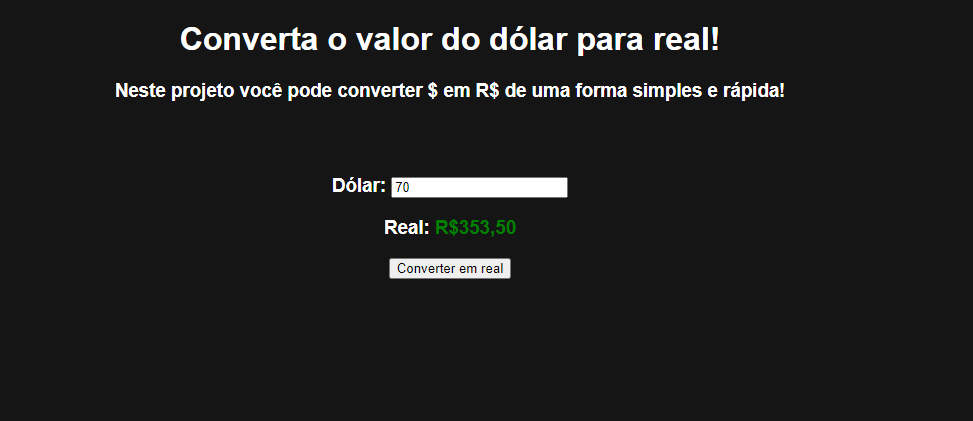 Converta o valor do dólar para real!
Neste projeto você pode converter $ em R$ de uma forma simples e rápida!
Dólar: 70
Real: R$353,50
Converter em real